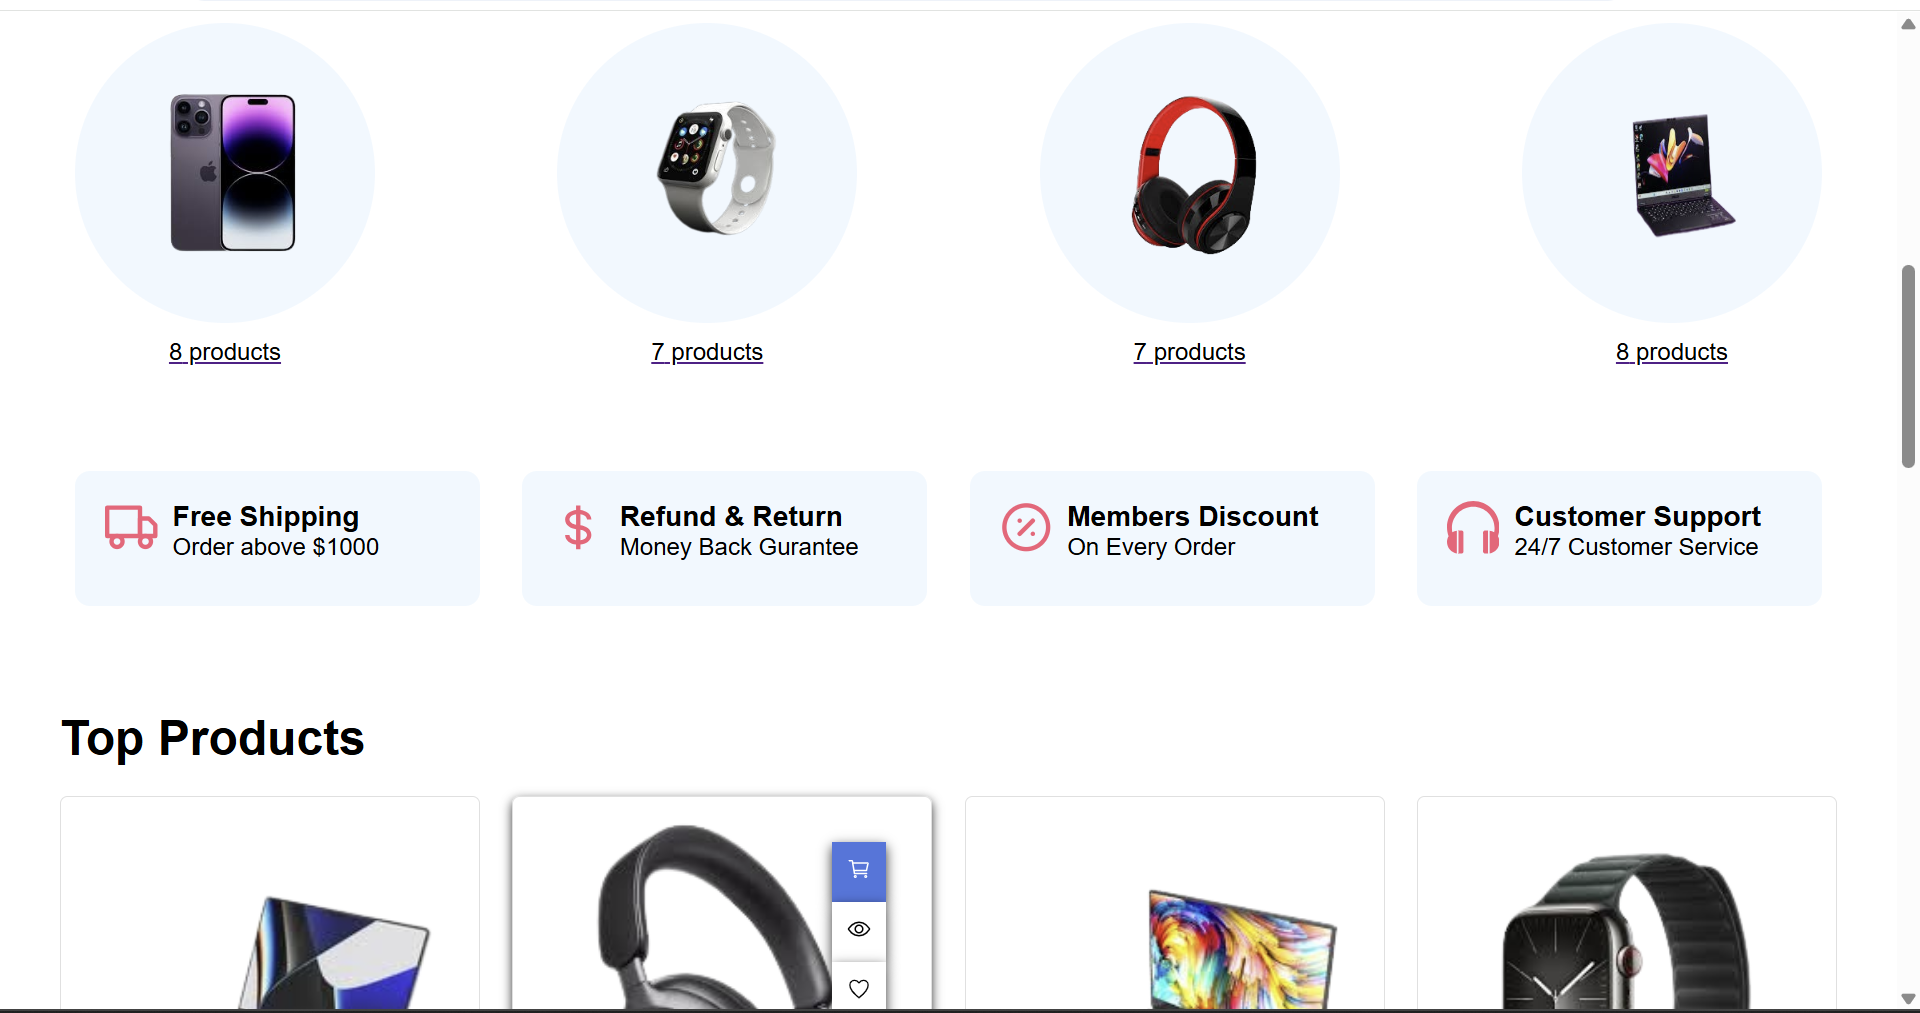 8 products
7 products
7 products
8 products
Free Shipping
Order above $1000
Refund & Return
Money Back Gurantee
Members Discount
On Every Order
Customer Support
24/7 Customer Service
Top Products